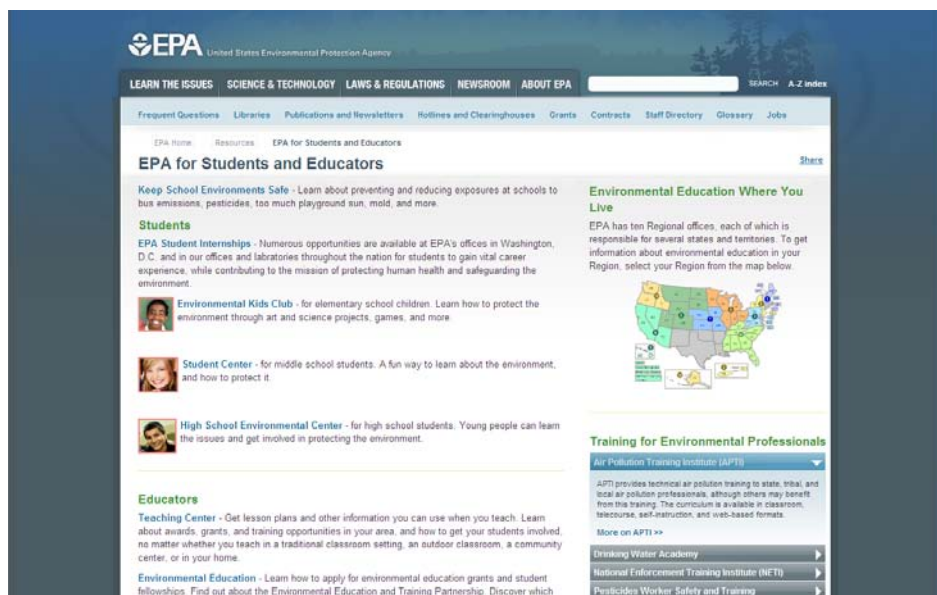 EPA United States Environmental Protection Agency
LEARN THE ISSUES SCIENCE & TECHNOLOGY LAWS & REGULATIONS NEWSROOM ABOUT EPA SEARCH A-Z Index
Frequent Questions Libraries Publications and Newsletters Hotlines and Clearinghouses Grants Contracts Staff Directory Glossary Jobs
EPA Home Resources EPA for Students and Educators
EPA for Students and Educators
Share
Keep School Environments Safe - Learn about preventing and reducing exposures at schools to
bus emissions, pesticides, too much playground sun, mold, and more.
Students
EPA Student Internships - Numerous opportunities are available at EPA's offices in Washington,
D.C. and in our offices and labratories throughout the nation for students to gain vital career
experience, while contributing to the mission of protecting human health and safeguarding the
environment.
Environmental Kids Club - for elementary school children. Learn how to protect the
environment through art and science projects, games, and more.
Student Center - for middle school students. A fun way to learn about the environment,
and how to protect it.
High School Environmental Center - for high school students. Young people can learn
the issues and get involved in protecting the environment.
Educators
Teaching Center - Get lesson plans and other information you can use when you teach. Learn
about awards, grants, and training opportunities in your area, and how to get your students involved,
no matter whether you teach in a traditional classroom setting, an outdoor classroom, a community
center, or in your home.
Environmental Education - Learn how to apply for environmental education grants and student
fellowships. Find out about the Environmental Education and Training Partnership. Discover which
Environmental Education Where You
Live
EPA has ten Regional offices, each of which is
responsible for several states and territories. To get
information about environmental education in your
Region, select your Region from the map below.
Training for Environmental Professionals
Air Pollution Training Institute (APTI)
APTI provides technical air pollution training to state, tribal, and
local air pollution professionals, although others may benefit
from this training. The curriculum is available in classroom,
telecourse, self-instruction, and web-based formats.
More on APTI >>
Drinking Water Academy
National Enforcement Training Institute (NETI)
Pesticides Worker Safety and Training